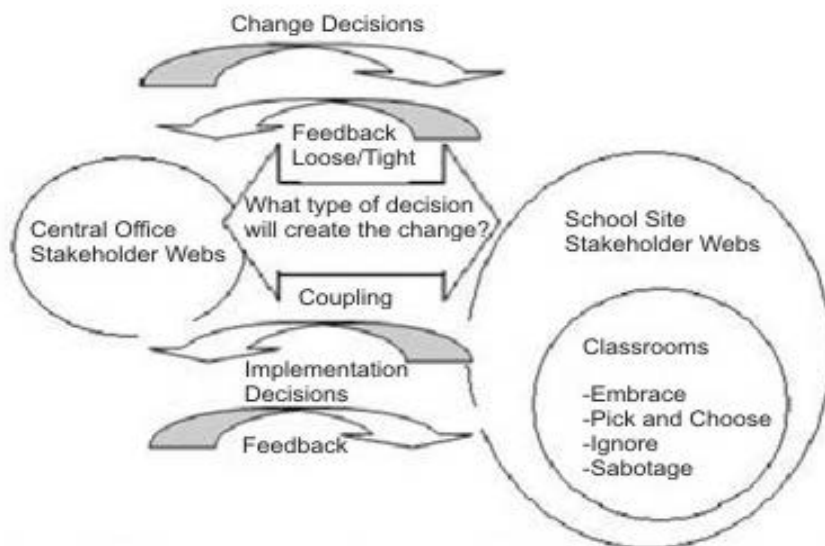 Change Decisions
Feedback
Loose/Tight
What type of decision
will create the change?
Central Office
Stakeholder Webs
School Site
Stakeholder Webs
Coupling
Classrooms
-Embrace
-Pick and Choose
-Ignore
-Sabotage
Implementation
Decisions
Feedback